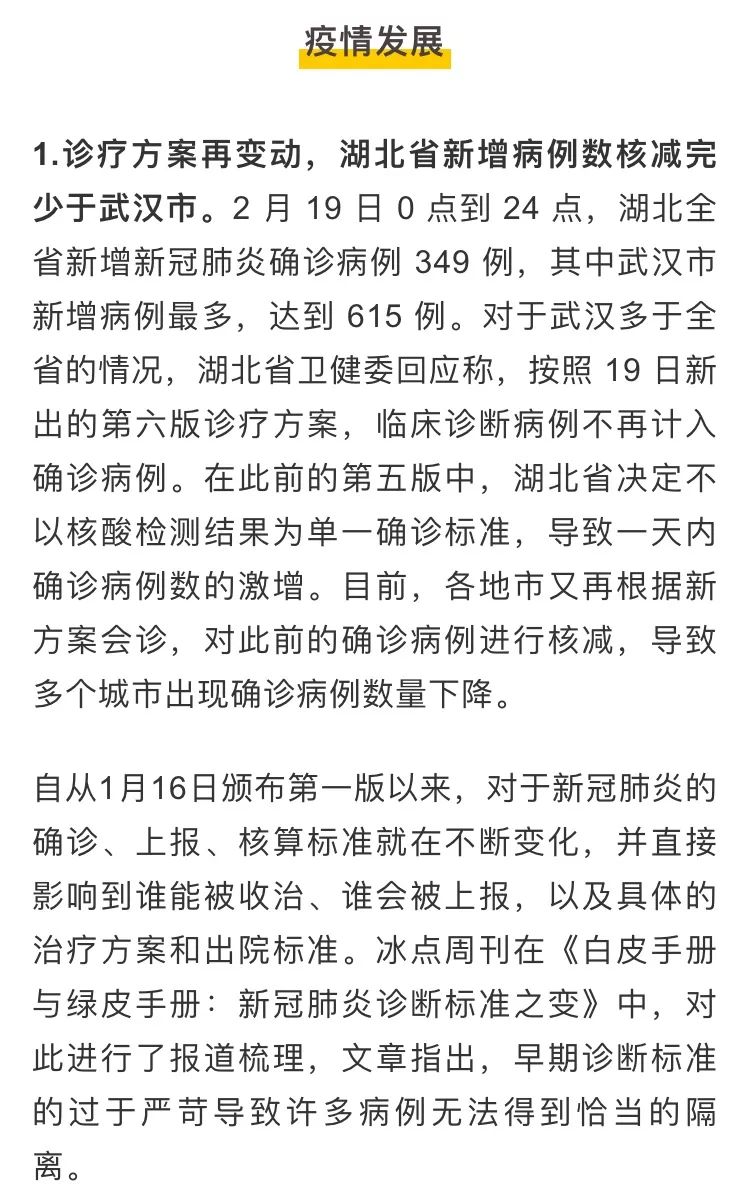 疫情发展
1.诊疗方案再变动，湖北省新增病例数核减完
少于武汉市。2 月 19 日 0 点到 24 点，湖北全
省新增新冠肺炎确诊病例 349 例，其中武汉市
新增病例最多，达到 615 例。对于武汉多于全
省的情况，湖北省卫健委回应称，按照 19 日新
出的第六版诊疗方案，临床诊断病例不再计入
确诊病例。在此前的第五版中，湖北省决定不
以核酸检测结果为单一确诊标准，导致一天内
确诊病例数的激增。目前，各地市又再根据新
方案会诊，对此前的确诊病例进行核减，导致
多个城市出现确诊病例数量下降。
自从1月16日颁布第一版以来，对于新冠肺炎的
确诊、上报、核算标准就在不断变化，并直接
影响到谁能被收治、谁会被上报，以及具体的
治疗方案和出院标准。冰点周刊在《白皮手册
与绿皮手册：新冠肺炎诊断标准之变》中，对
此进行了报道梳理，文章指出，早期诊断标准
的过于严苛导致许多病例无法得到恰当的隔
离。